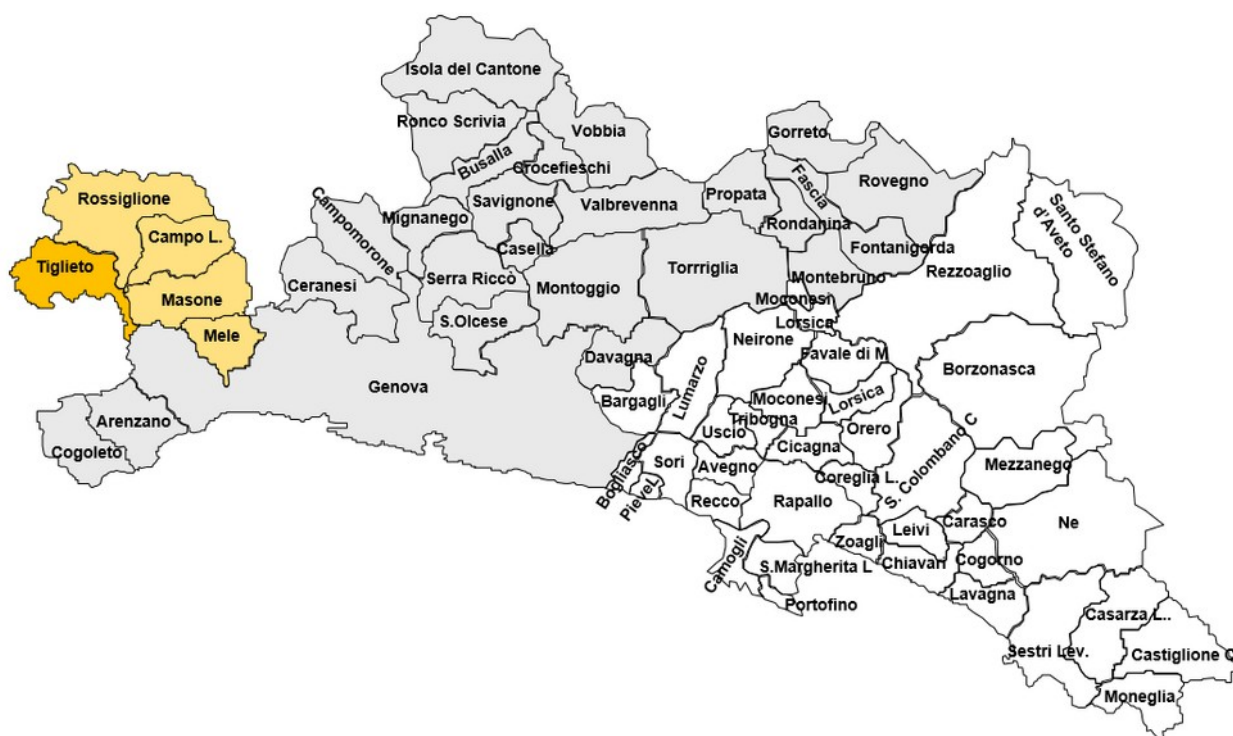 Isola del Cantone
Ronco Scrivia
Vobbia
Gorreto
Busalla
Crocefieschi
Fascia
Rovegno
Rossiglione
Campomorone
Mignanego
Savignone
Valbrevenna
Propata
Rondanina
Santo Stefano
d'Aveto
Campo L.
Casella
Fontanigorda
Tiglieto
Rezzoaglio
Ceranesi
Serra Riccò
Montoggio
Torrriglia
Montebruno
Masone
Moconesi
S.Olcese
Lorsica
Mele
Neirone
Davagna
Favale di M
Borzonasca
Genova
Lumarzo
Bargagli
Moconesi
Lorsica
Arenzano
Tribogna
Uscio
Orero
Cicagna
S. Colombano C
Cogoleto
Bogliasco
Sori
Avegno
Mezzanego
Coreglia L.
PieveL
Recco
Rapallo
Ne
Carasco
Leivi
Zoagli
Camogli
S.Margherita L
Chiavari
Cogorno
Lavagna
Portofino
Casarza L..
Sestri Lev.
Castiglione C
Moneglia